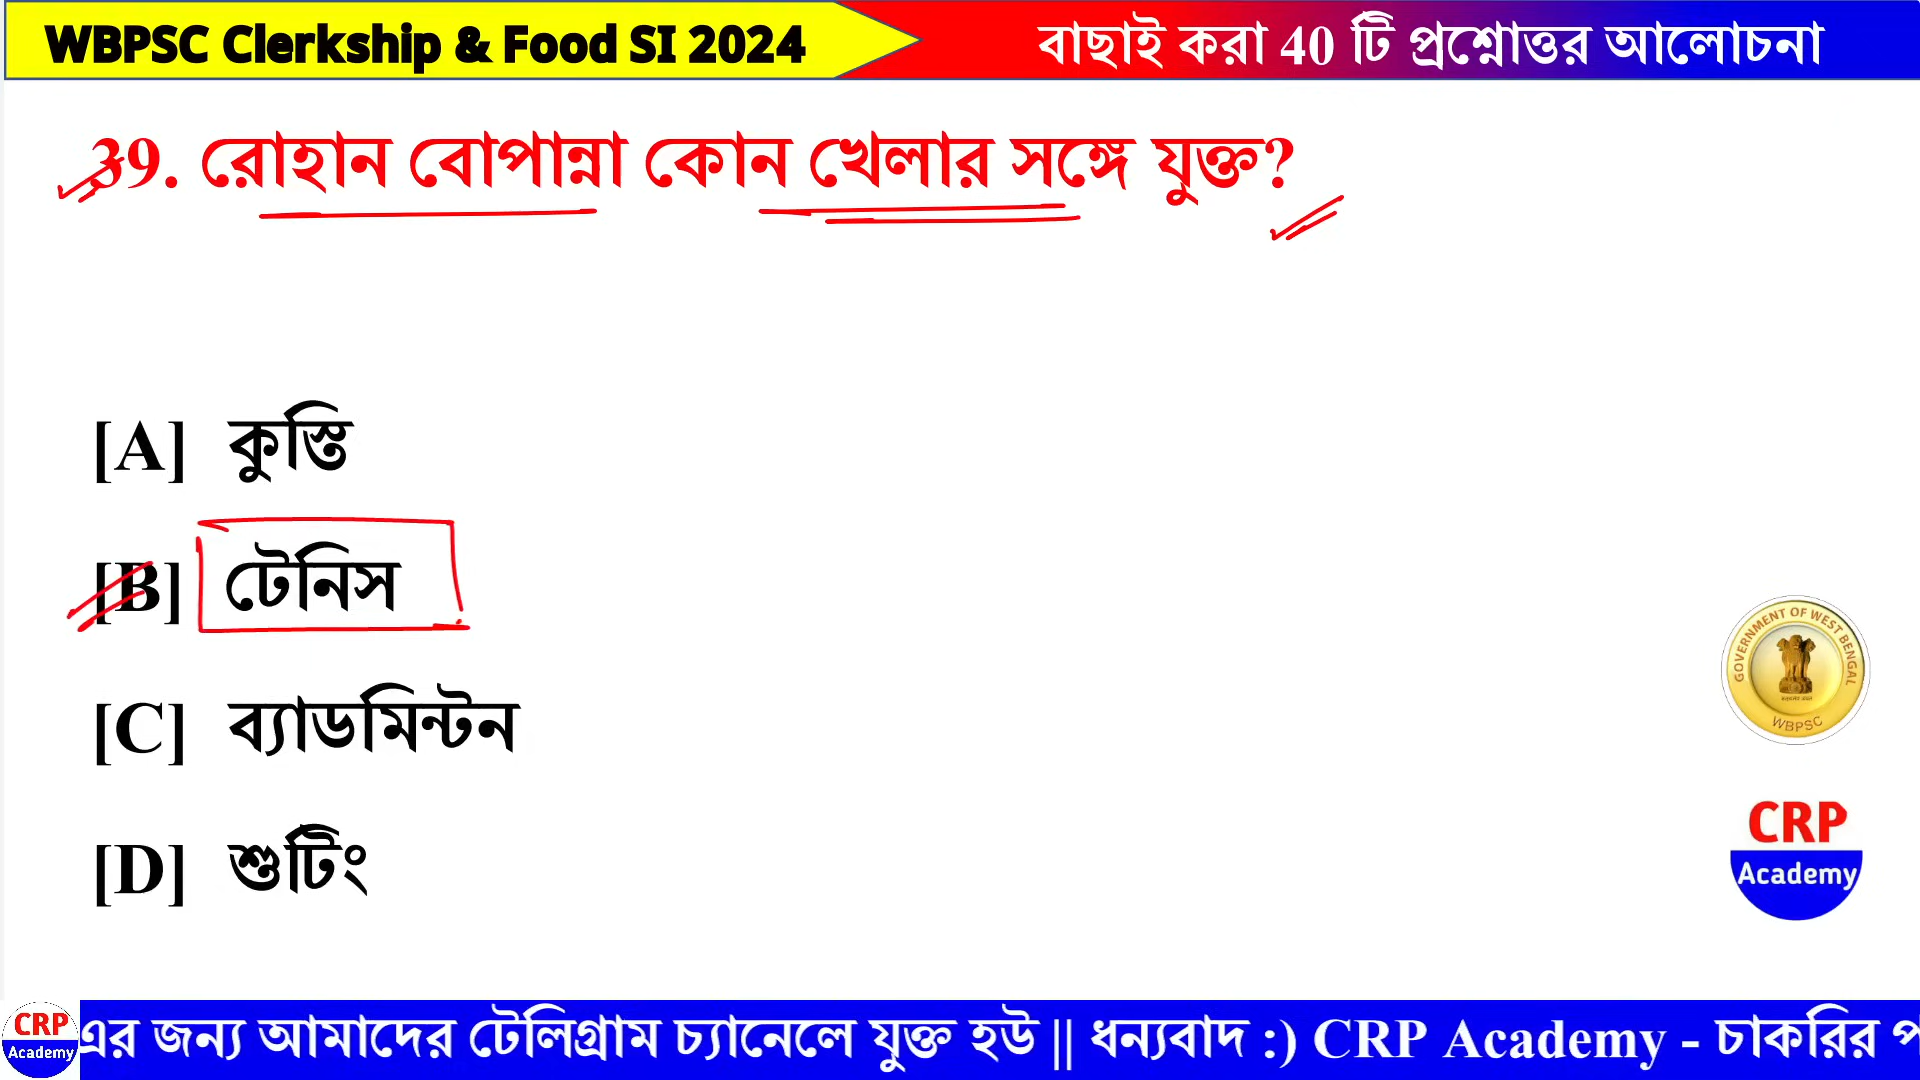 WBPSC Clerkship & Food SI 2024
বাছাই করা 40 টি প্রশ্নোত্তর আলোচনা
39. রোহান বোপান্না কোন খেলার সঙ্গে যুক্ত?
[A] কুস্তি
[B] টেনিস
[C] ব্যাডমিন্টন
[D] শুটিং
GOVERNMENT OF WEST BENGAL
WBPSC
CRP
Academy
CRP
Academy
এর জন্য আমাদের টেলিগ্রাম চ্যানেলে যুক্ত হউ || ধন্যবাদ :) CRP Academy - চাকরির প